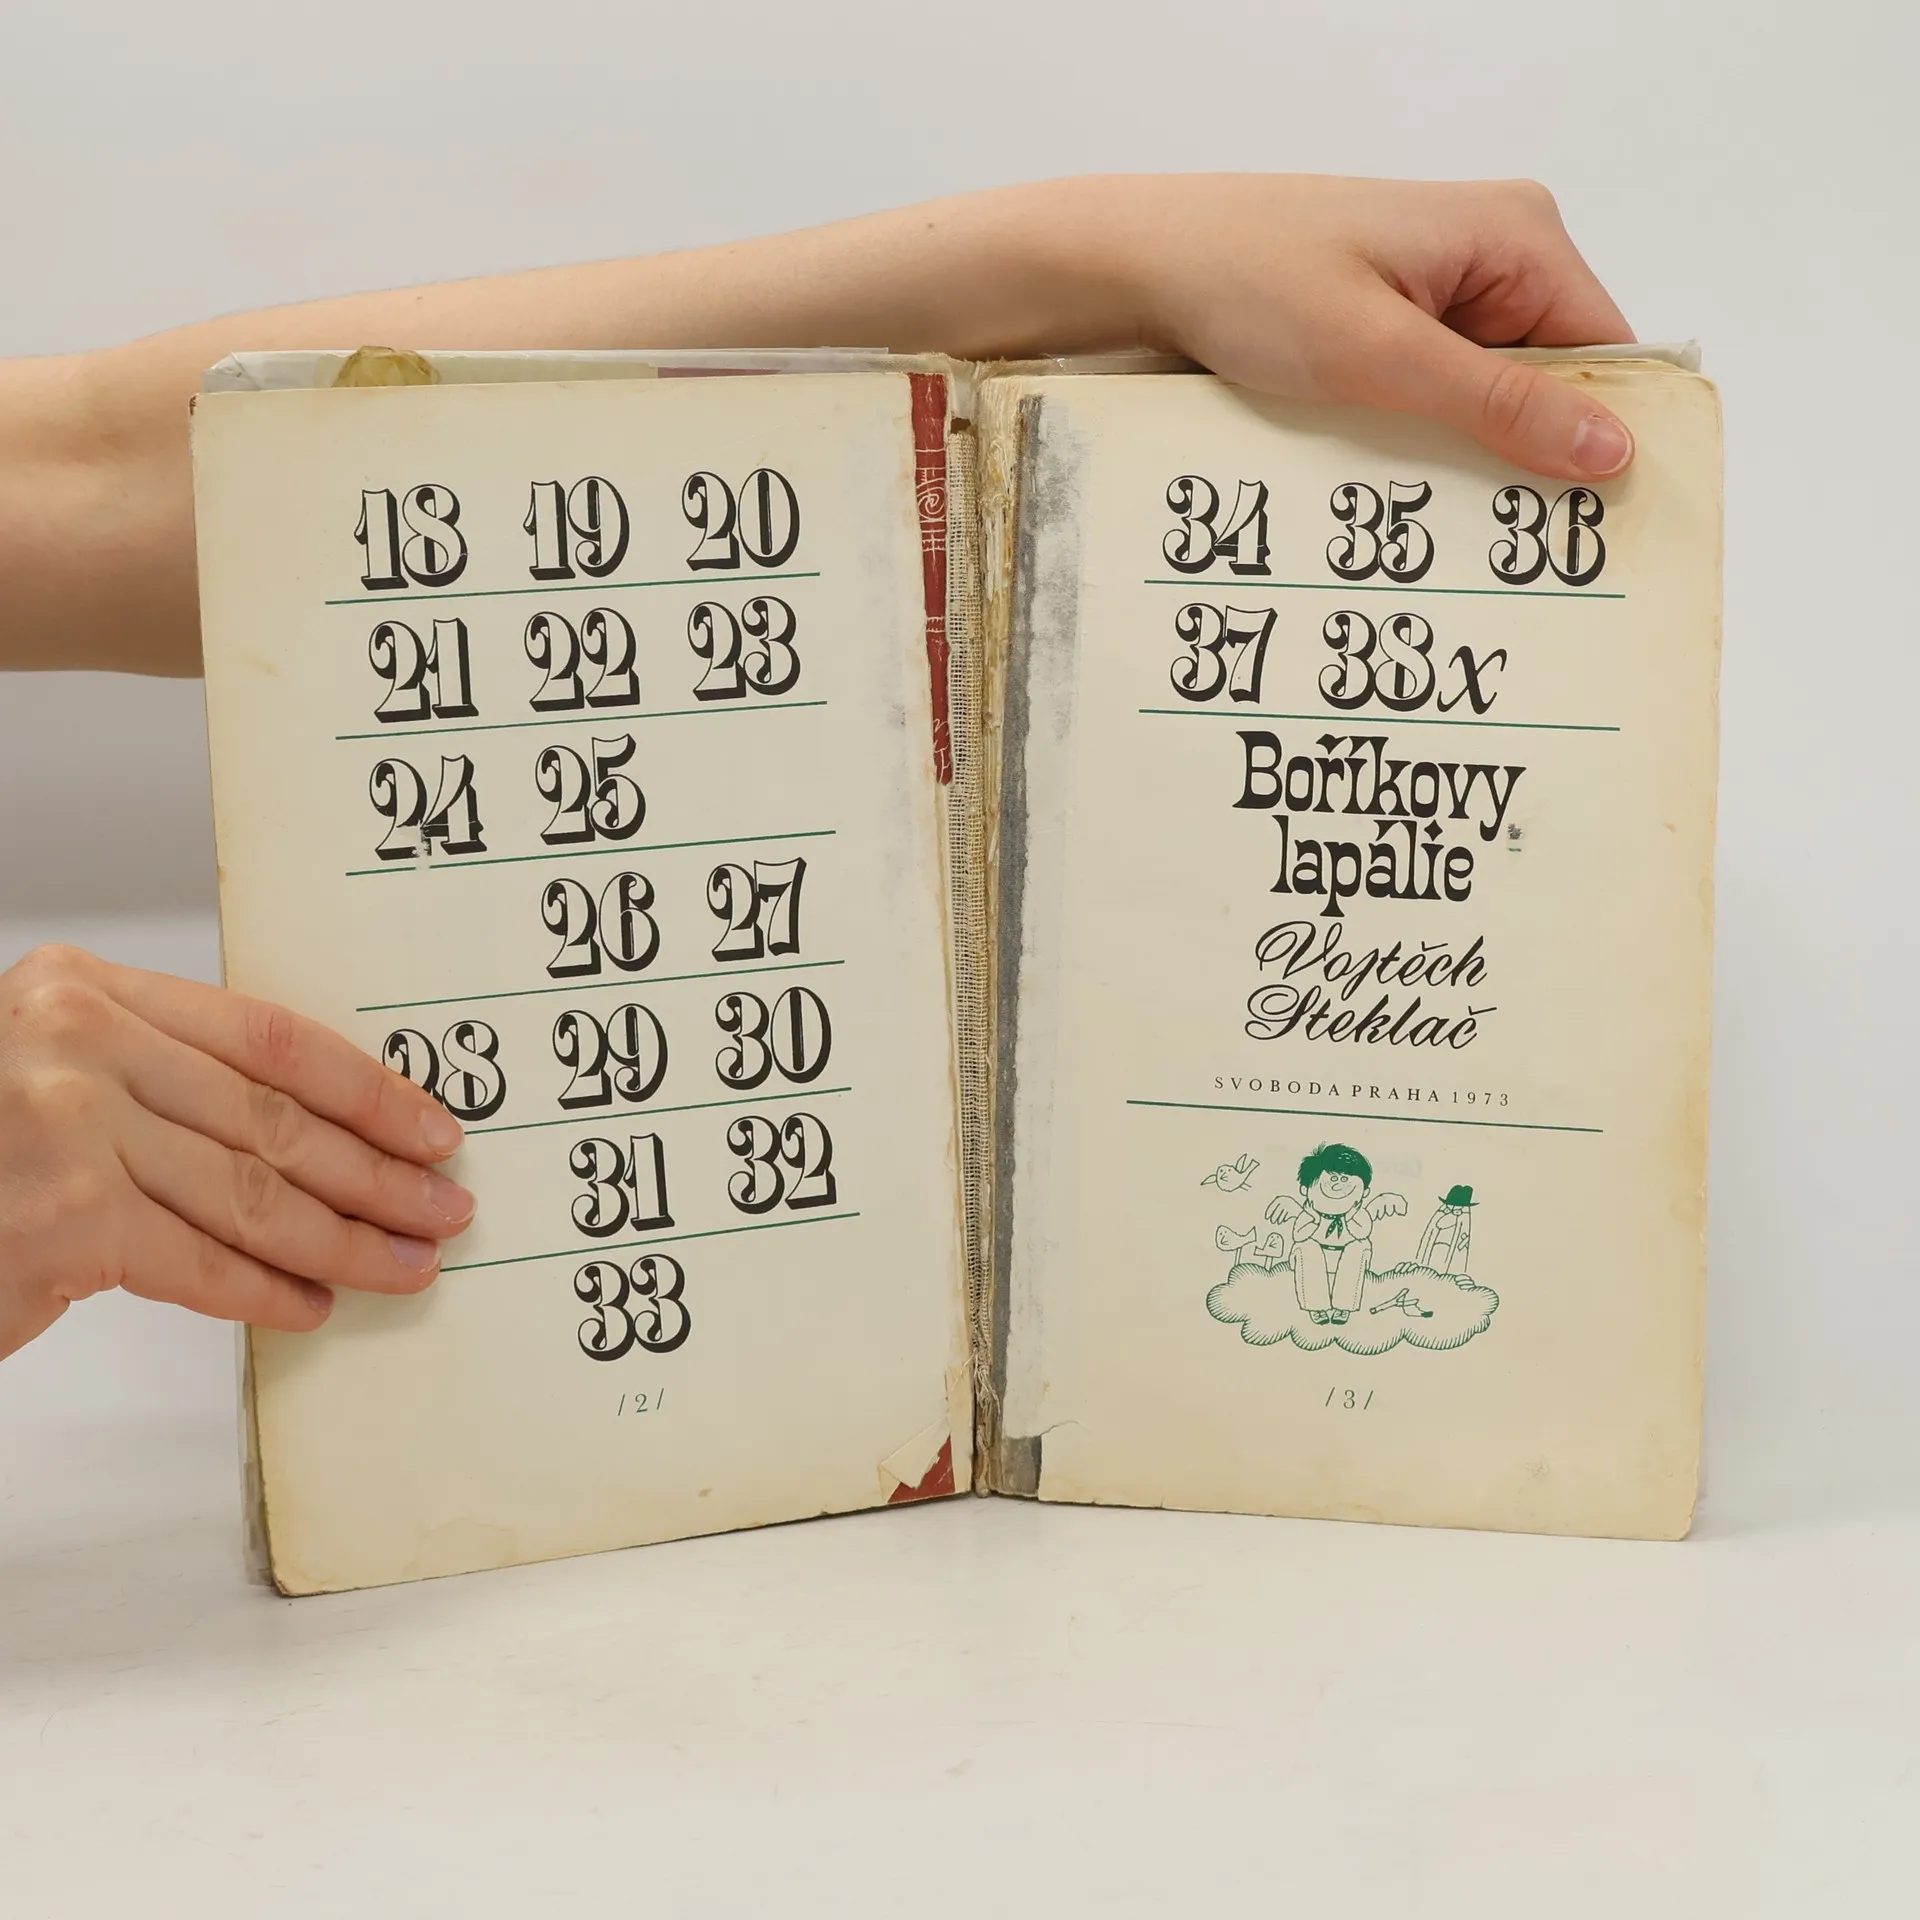 18 19 20
21 22 23
24 25
26 27
28 29 30
31 32
33
/2/
34 35 36
37 38x
Boříkovy
lapálie
Vojtěch
Steklač
SVOBODA PRAHA 1973
/3/